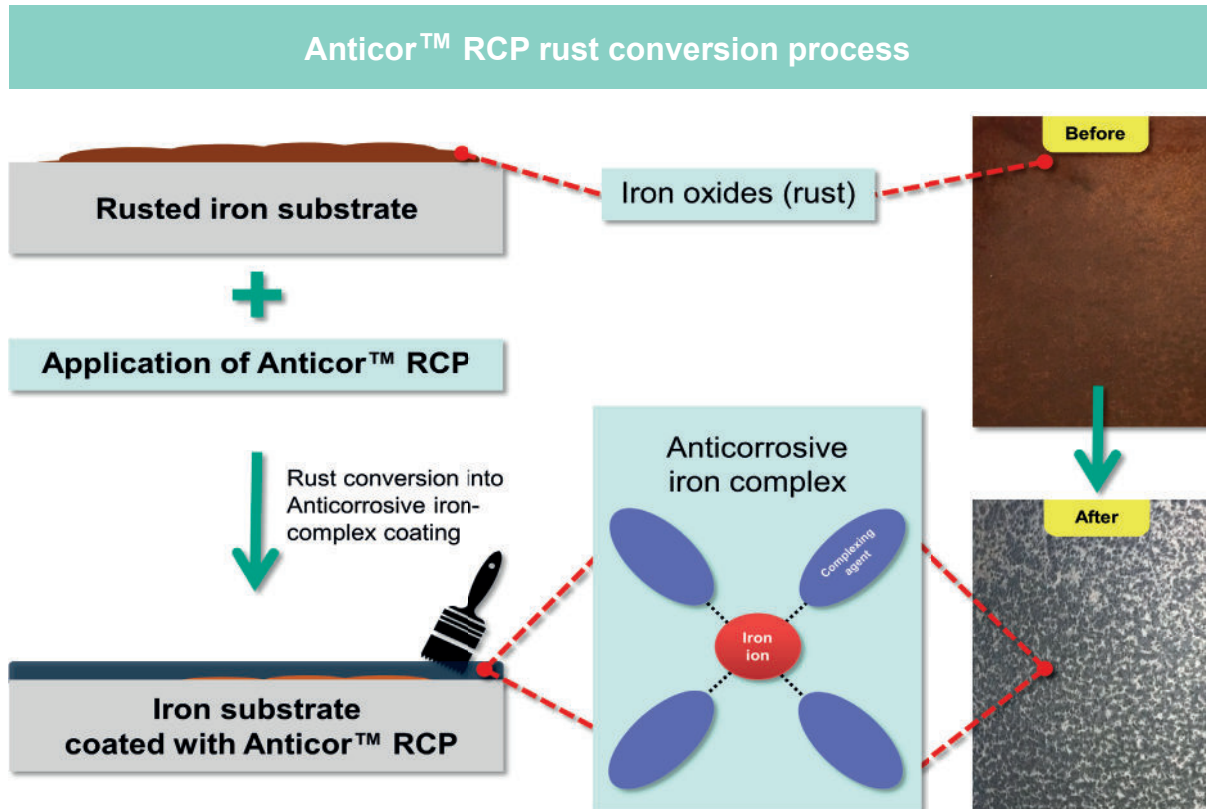 Anticor™ RCP rust conversion process
Before
Rusted iron substrate
Iron oxides (rust)
Application of Anticor™ RCP
Rust conversion into
Anticorrosive iron-
complex coating
Anticorrosive
iron complex
Complexing
agent
Iron
ion
After
Iron substrate
coated with Anticor™ RCP